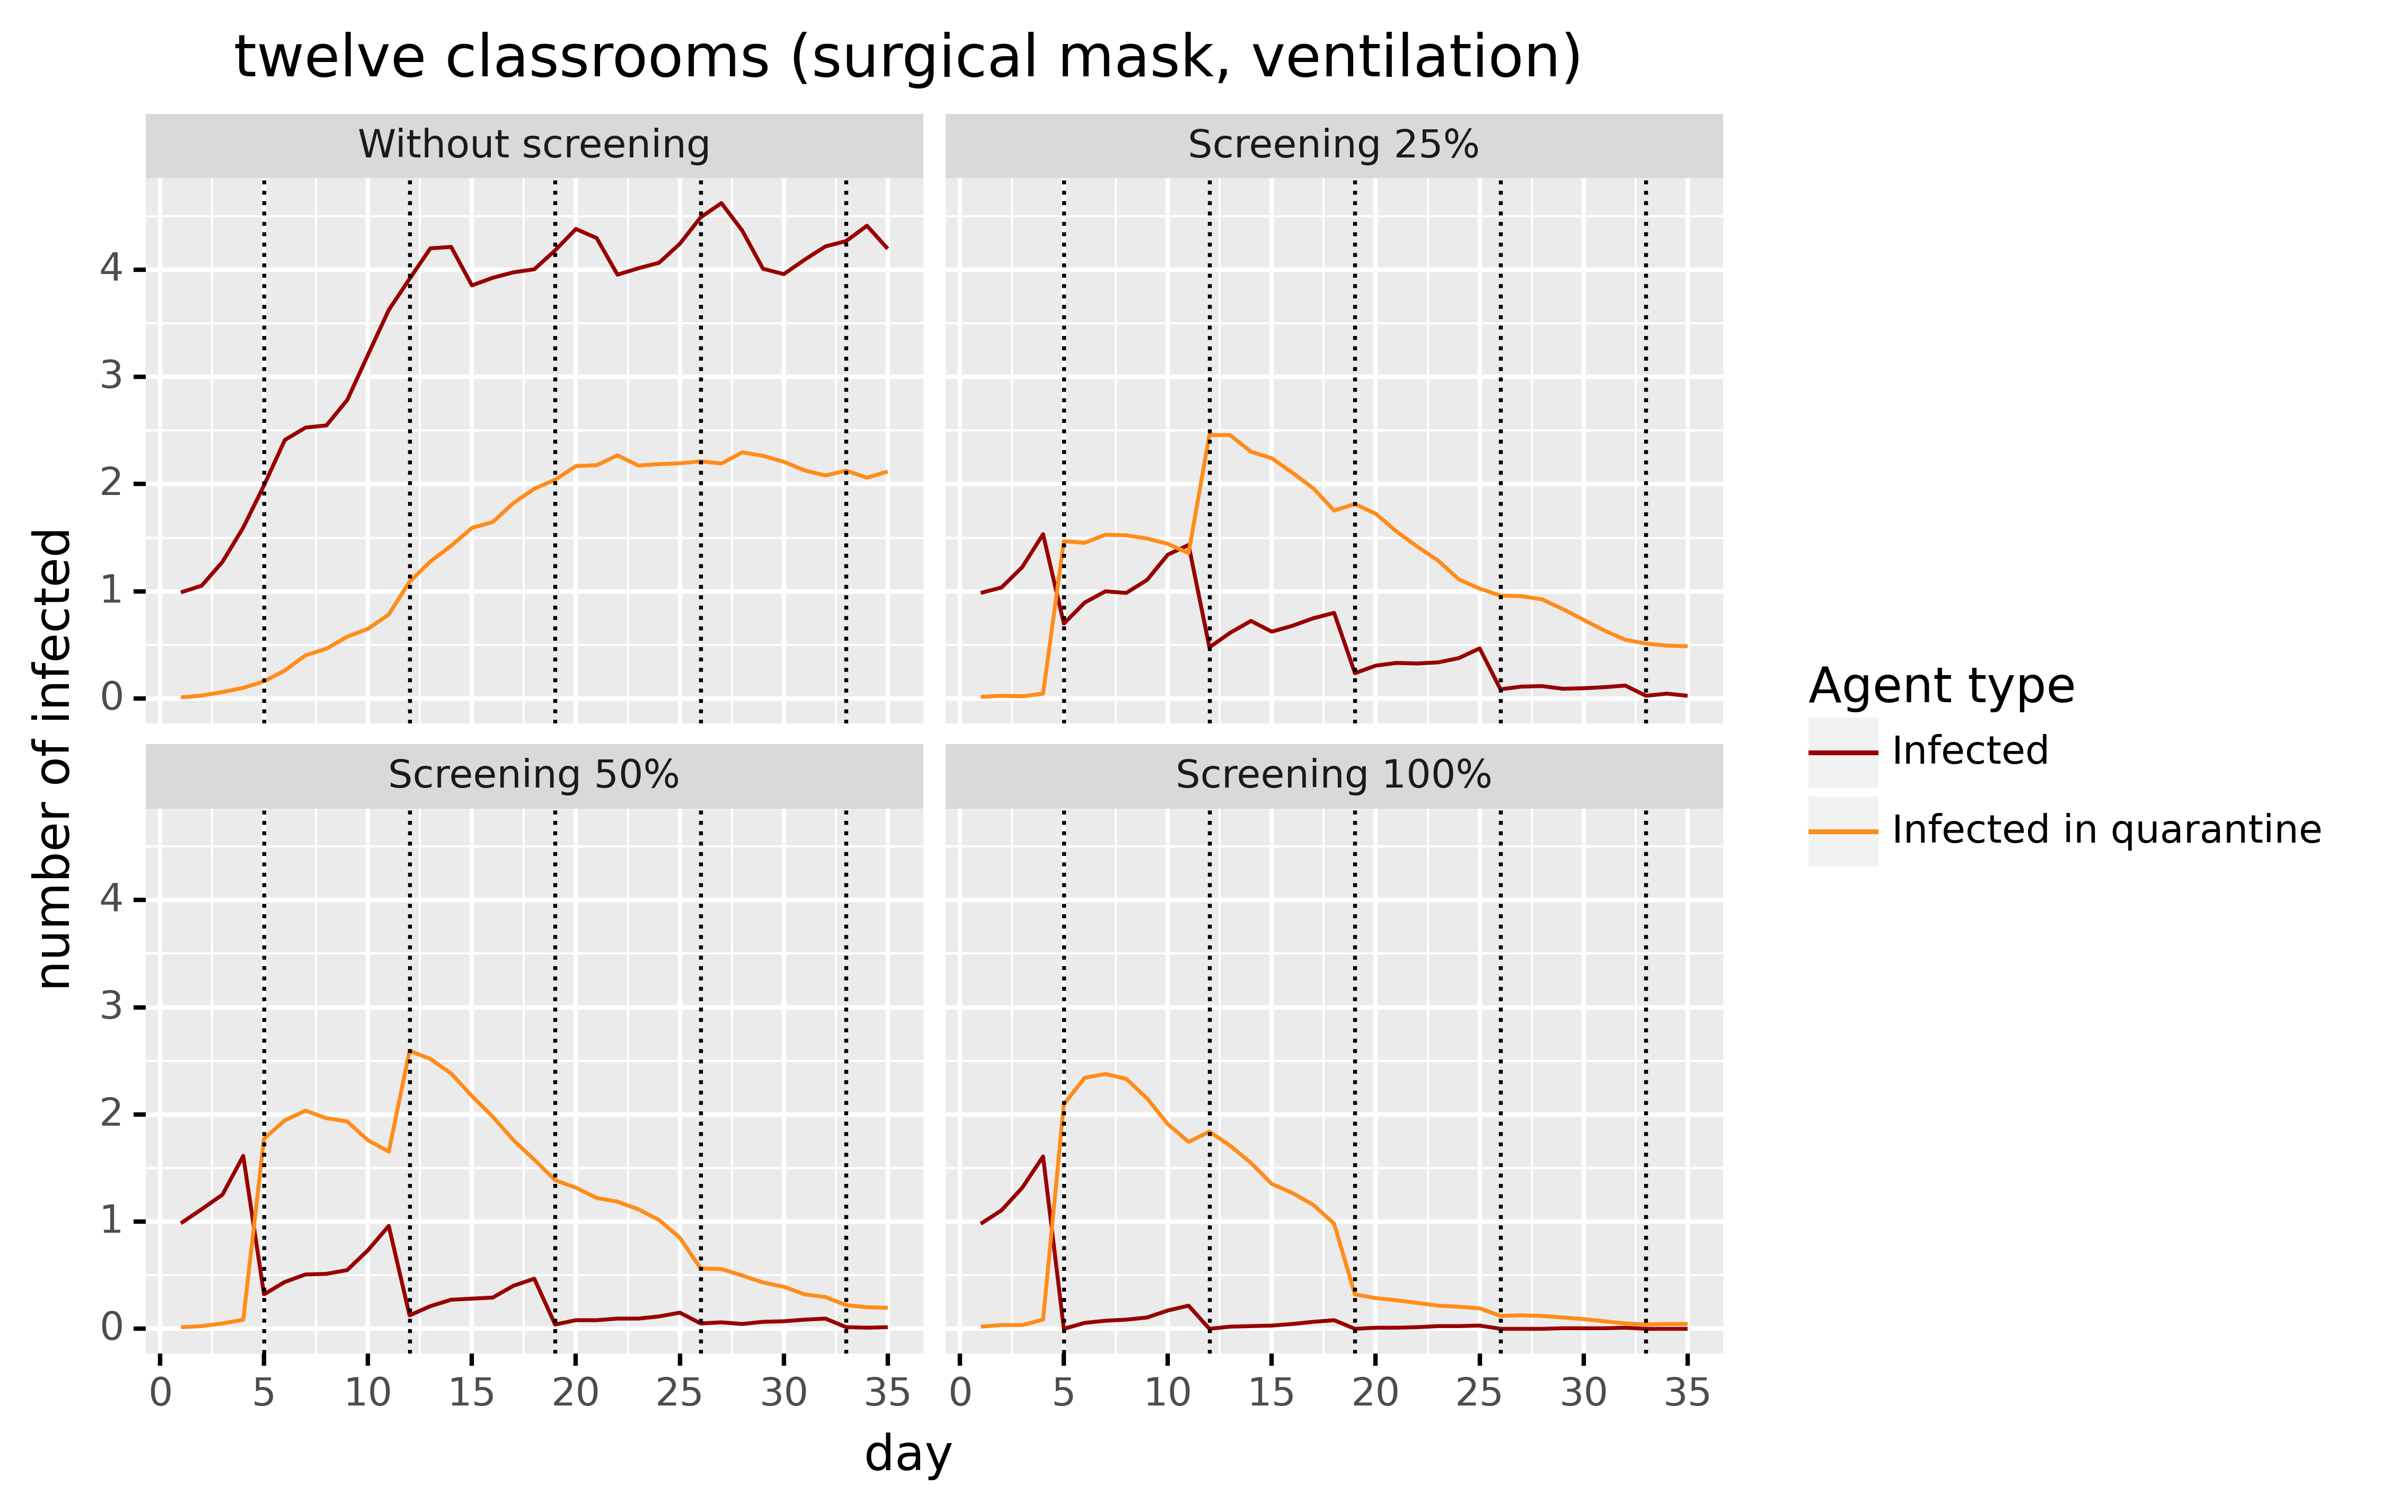 twelve classrooms (surgical mask, ventilation)
Without screening
Screening 25%
4
3
2
1
0
Screening 50%
Screening 100%
4
3
2
1
0
0 5 10 15 20 25 30 35
0 5 10 15 20 25 30 35
day
number of infected
Agent type
Infected
Infected in quarantine